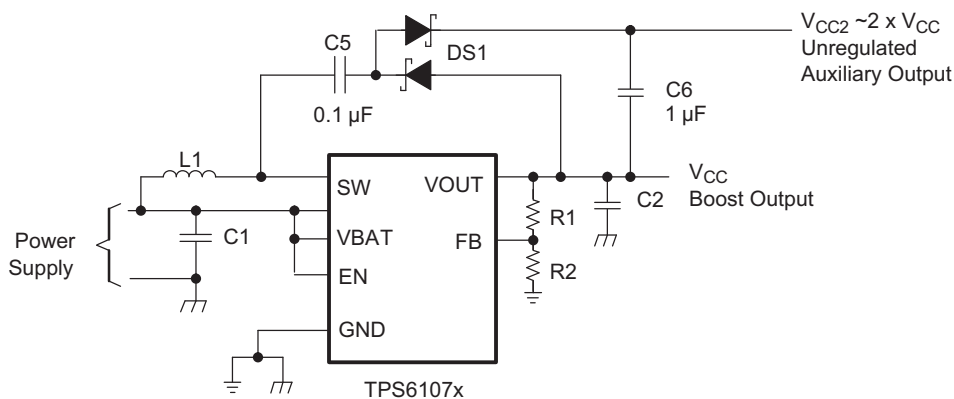 C5
0.1 µF
DS1
V_CC2 ~2 x V_CC
Unregulated
Auxiliary Output
C6
1 µF
L1
SW
VOUT
V_CC
Boost Output
C2
R1
Power
Supply
C1
VBAT
FB
EN
R2
GND
TPS6107x